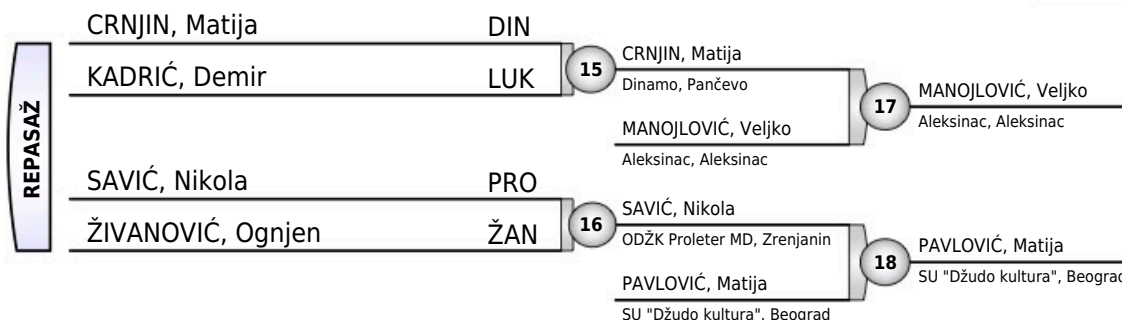 REPASAŽ
CRNJIN, Matija DIN
KADRIĆ, Demir LUK
15
CRNJIN, Matija
Dinamo, Pančevo
MANOJLOVIĆ, Veljko
Aleksinac, Aleksinac
17
MANOJLOVIĆ, Veljko
Aleksinac, Aleksinac
SAVIĆ, Nikola PRO
ŽIVANOVIĆ, Ognjen ŽAN
16
SAVIĆ, Nikola
ODŽK Proleter MD, Zrenjanin
PAVLOVIĆ, Matija
SU "Džudo kultura", Beograd
18
PAVLOVIĆ, Matija
SU "Džudo kultura", Beograd